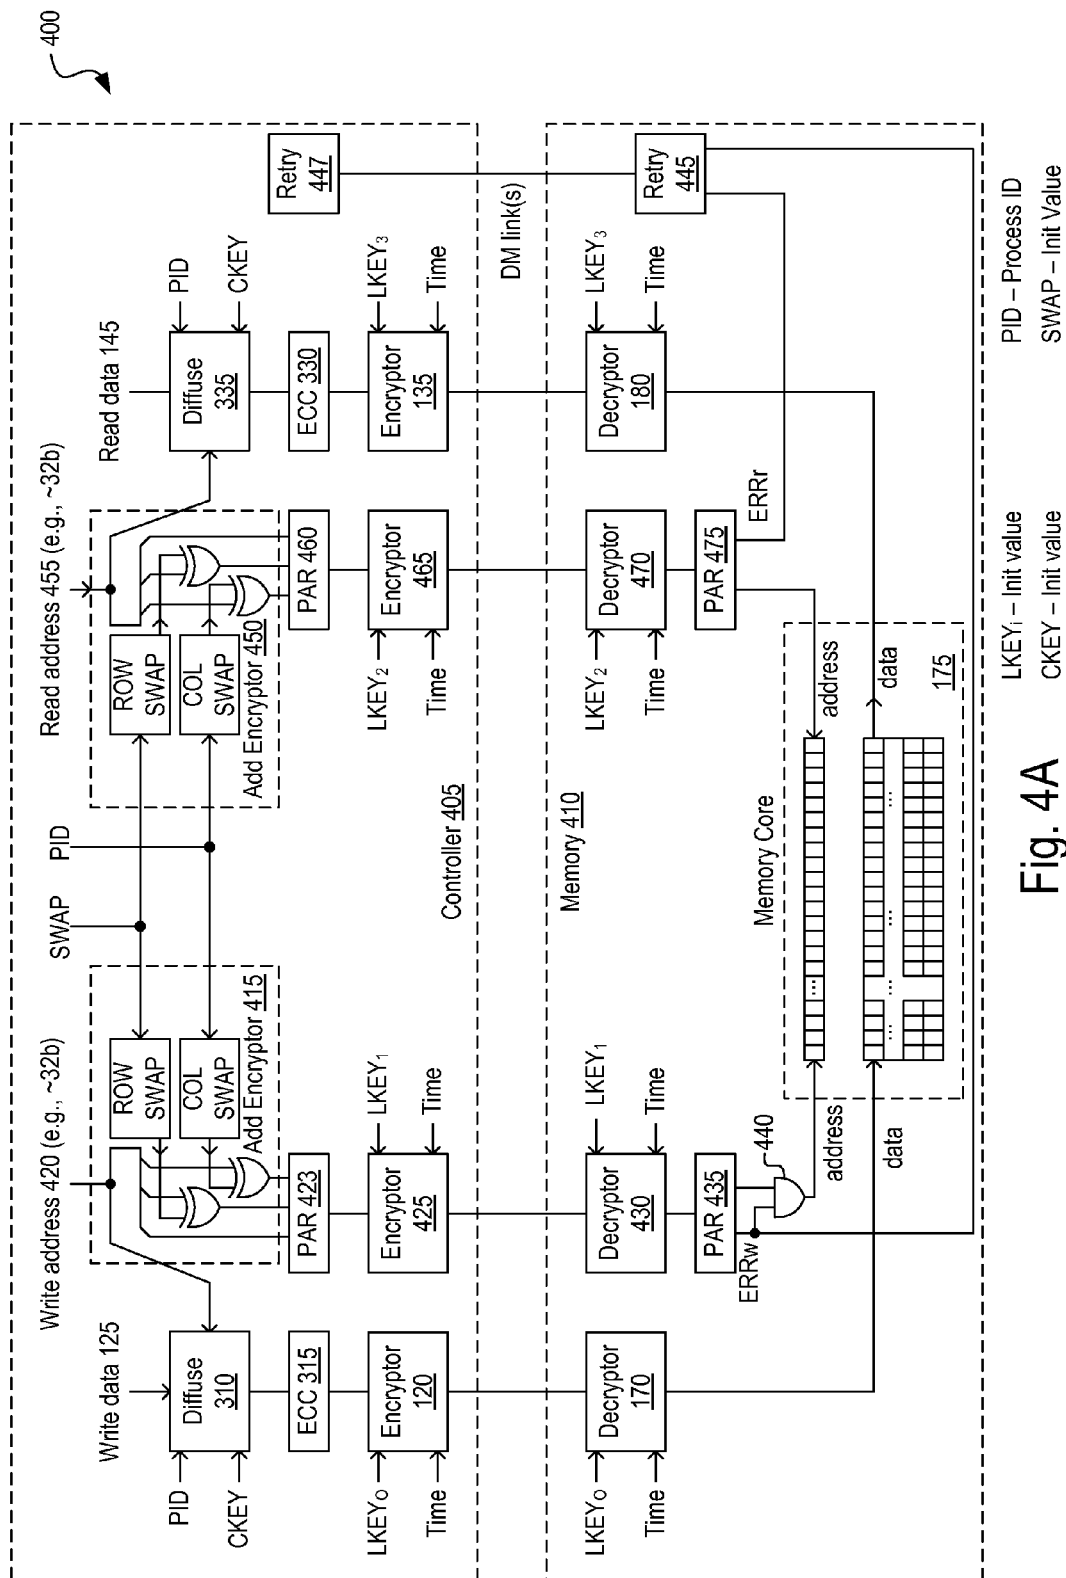 400
Write data 125
Write address 420 (e.g., ~32b)
SWAP
PID
Read address 455 (e.g., ~32b)
Read data 145
PID
CKEY
Diffuse
310
ROW
SWAP
COL
SWAP
Add Encryptor 415
ROW
SWAP
COL
SWAP
Add Encryptor 450
Diffuse
335
PID
CKEY
ECC 315
PAR 423
PAR 460
ECC 330
Retry
447
LKEY₀
Time
Encryptor
120
Encryptor
425
LKEY₁
Time
LKEY₂
Time
Encryptor
465
Encryptor
135
LKEY₃
Time
Controller 405
DM link(s)
Memory 410
LKEY₀
Time
Decryptor
170
Decryptor
430
LKEY₁
Time
LKEY₂
Time
Decryptor
470
Decryptor
180
LKEY₃
Time
Retry
445
PAR 435
ERRw
440
PAR 475
ERRr
address
data
Memory Core
...
...
...
...
...
address
data
175
LKEYᵢ – Init value
CKEY – Init value
PID – Process ID
SWAP – Init Value
Fig. 4A